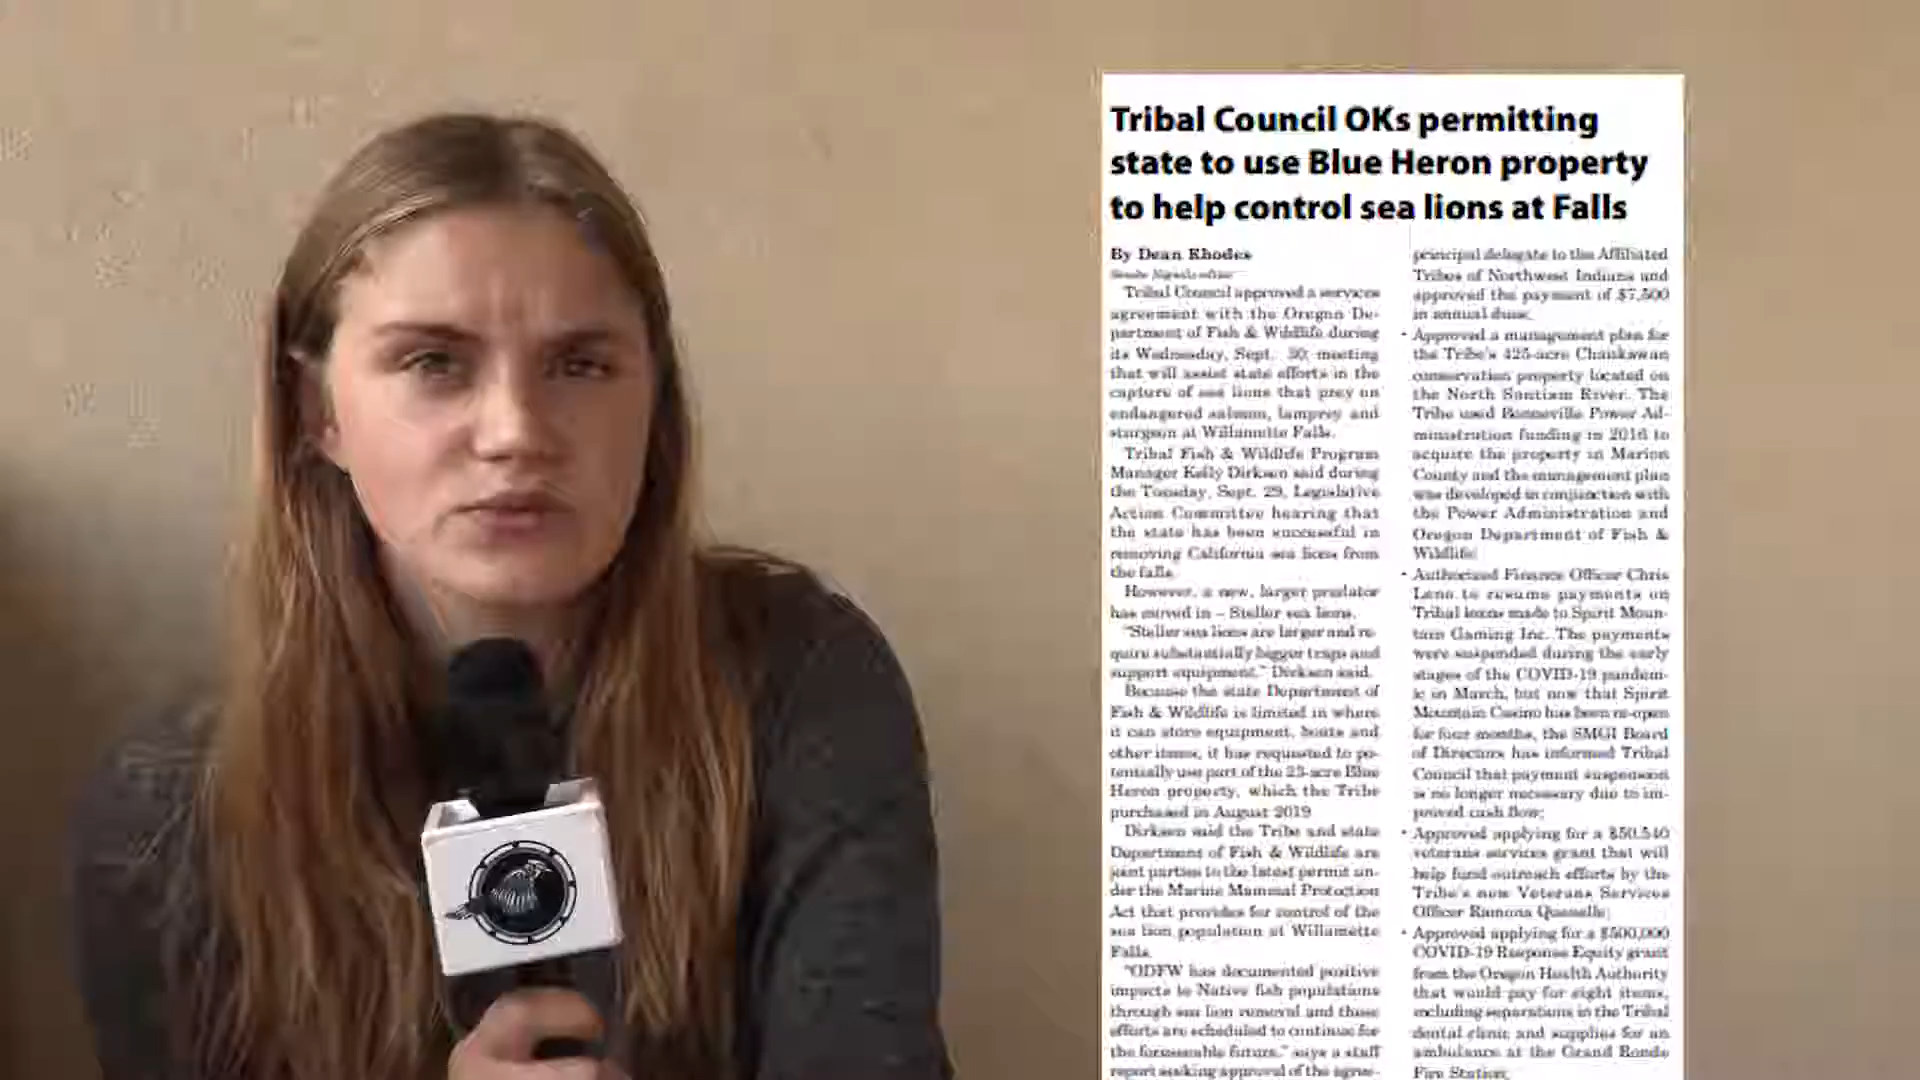 Tribal Council OKs permitting
state to use Blue Heron property
to help control sea lions at Falls
By Dean Rhodes
Smoke Signals editor
Tribal Council approved a services
agreement with the Oregon De-
partment of Fish & Wildlife during
its Wednesday, Sept. 30, meeting
that will assist state efforts in the
capture of sea lions that prey on
endangered salmon, lamprey and
sturgeon at Willamette Falls.
Tribal Fish & Wildlife Program
Manager Kelly Dirksen said during
the Tuesday, Sept. 29, Legislative
Action Committee hearing that
the state has been successful in
removing California sea lions from
the falls.
However, a new, larger predator
has moved in – Steller sea lions.
"Steller sea lions are larger and re-
quire substantially bigger traps and
support equipment," Dirksen said.
Because the state Department of
Fish & Wildlife is limited in where
it can store equipment, boats and
other items, it has requested to po-
tentially use part of the 23-acre Blue
Heron property, which the Tribe
purchased in August 2019.
Dirksen said the Tribe and state
Department of Fish & Wildlife are
joint parties to the latest permit un-
der the Marine Mammal Protection
Act that provides for control of the
sea lion population at Willamette
Falls.
"ODFW has documented positive
impacts to Native fish populations
through sea lion removal and those
efforts are scheduled to continue for
the foreseeable future," says a staff
report seeking approval of the agree-
principal delegate to the Affiliated
Tribes of Northwest Indians and
approved the payment of $7,500
in annual dues;
• Approved a management plan for
the Tribe's 425-acre Chankawan
conservation property located on
the North Santiam River. The
Tribe used Bonneville Power Ad-
ministration funding in 2016 to
acquire the property in Marion
County and the management plan
was developed in conjunction with
the Power Administration and
Oregon Department of Fish &
Wildlife;
• Authorized Finance Officer Chris
Leno to resume payments on
Tribal loans made to Spirit Moun-
tain Gaming Inc. The payments
were suspended during the early
stages of the COVID-19 pandem-
ic in March, but now that Spirit
Mountain Casino has been re-open
for four months, the SMGI Board
of Directors has informed Tribal
Council that payment suspension
is no longer necessary due to im-
proved cash flow;
• Approved applying for a $50,540
veterans services grant that will
help fund outreach efforts by the
Tribe's new Veterans Services
Officer Ramona Quenelle;
• Approved applying for a $500,000
COVID-19 Response Equity grant
from the Oregon Health Authority
that would pay for eight items,
including separations in the Tribal
dental clinic and supplies for an
ambulance at the Grand Ronde
Fire Station;